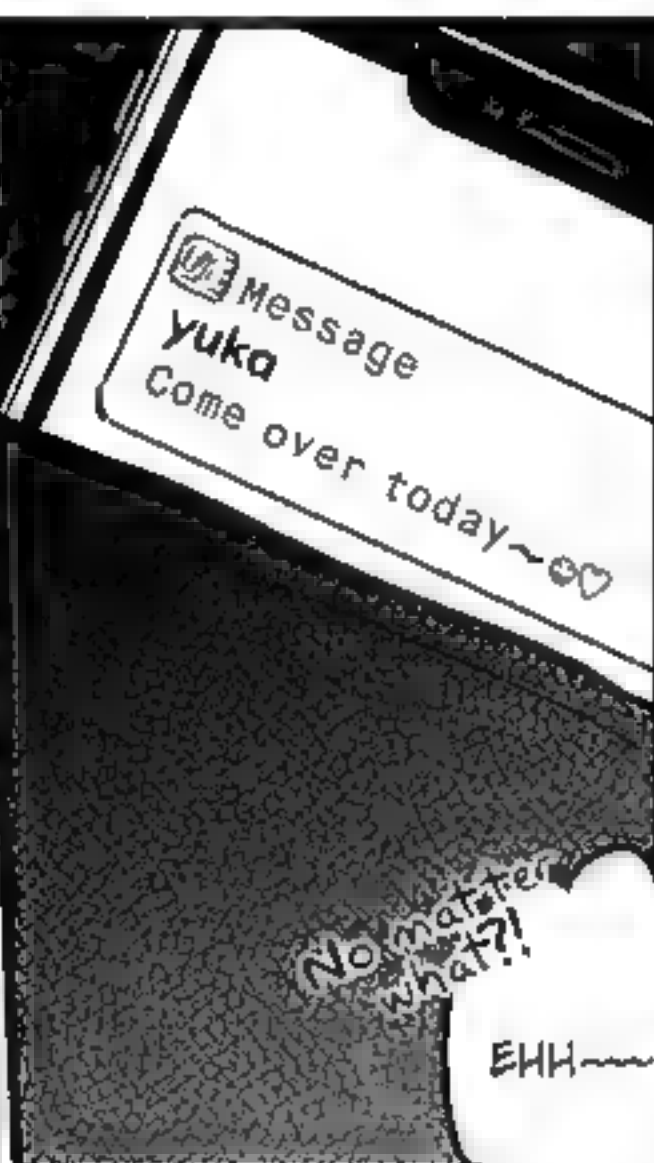 Message
yuka
Come over today~☺♡
No matter
what?!
EHH~~